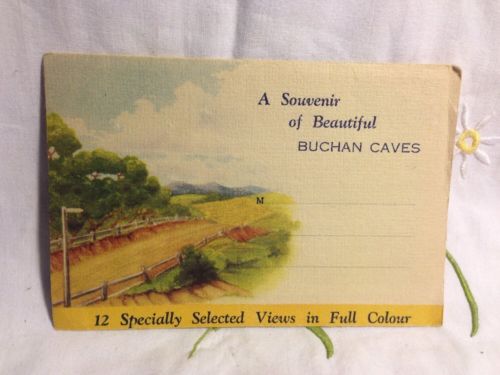 A Souvenir
of Beautiful
BUCHAN CAVES
M
12 Specially Selected Views in Full Colour